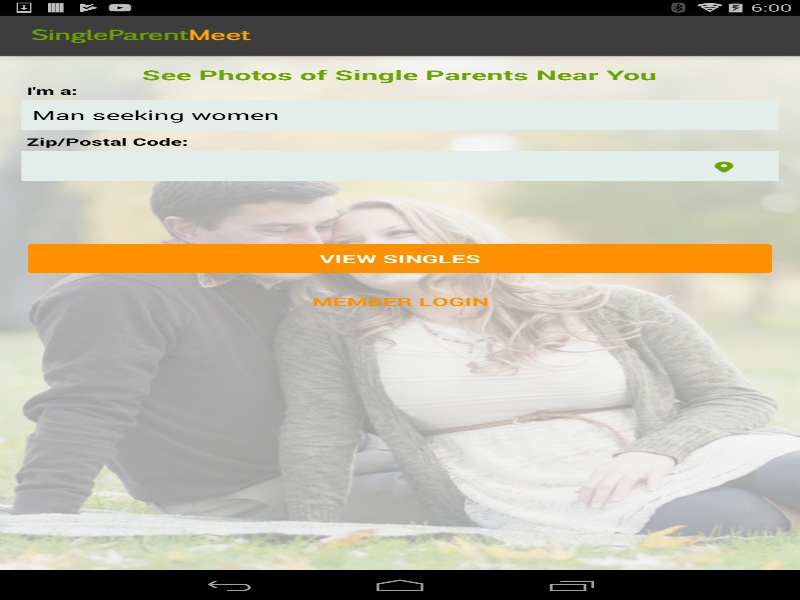 6:00
SingleParentMeet
See Photos of Single Parents Near You
I'm a:
Man seeking women
Zip/Postal Code:
VIEW SINGLES
MEMBER LOGIN